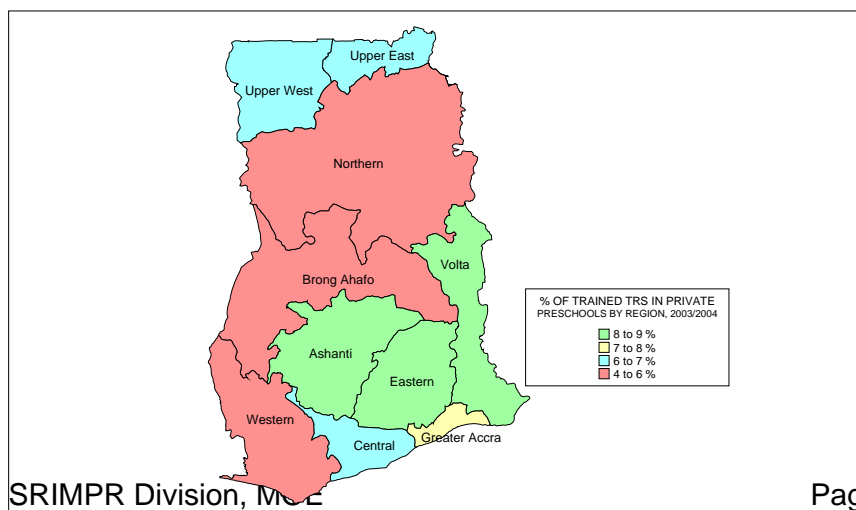 Upper East
Upper West
Northern
Volta
Brong Ahafo
% OF TRAINED TRS IN PRIVATE
PRESCHOOLS BY REGION, 2003/2004
8 to 9 %
7 to 8 %
6 to 7 %
4 to 6 %
Ashanti
Eastern
Western
Greater Accra
Central
SRIMPR Division,
Pag